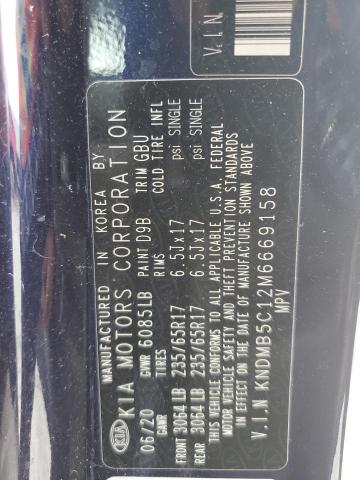 KIA
MADE IN KOREA BY
KIA MOTORS CORPORATION
06/20 GVWR 6085LB PAINT D9B TRIM GBU
GAWR TIRES RIMS COLD TIRE INFL
FRONT 3064LB 235/65R17 6.5Jx17 psi SINGLE
REAR 3064LB 235/65R17 6.5Jx17 psi SINGLE
THIS VEHICLE CONFORMS TO ALL APPLICABLE U.S.A. FEDERAL
MOTOR VEHICLE SAFETY AND THEFT PREVENTION STANDARDS
IN EFFECT ON THE DATE OF MANUFACTURE SHOWN ABOVE.
V.I.N KNDMB5C12M6669158
MPV
V.I.N